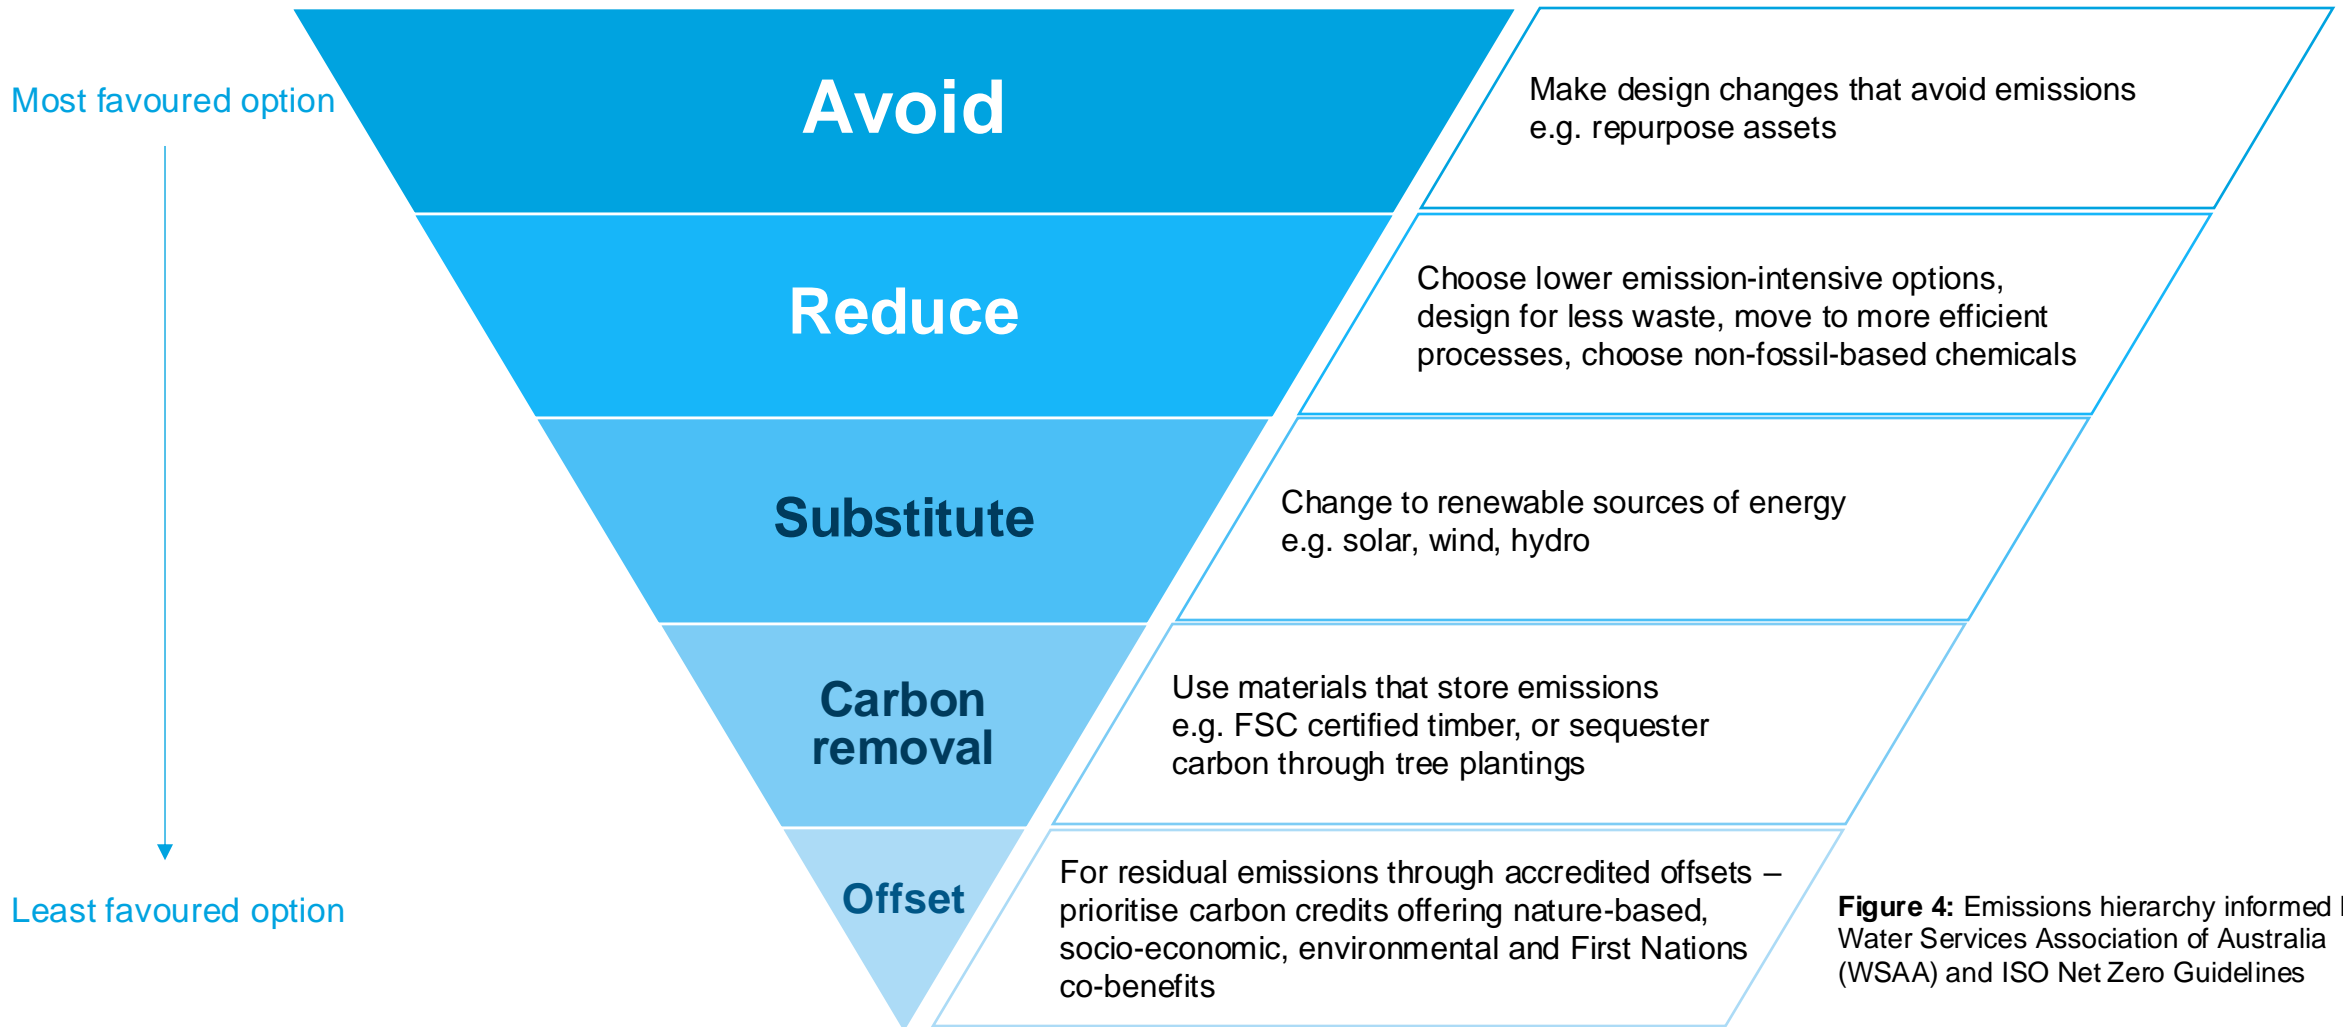 Most favoured option
Avoid
Make design changes that avoid emissions
e.g. repurpose assets
Reduce
Choose lower emission-intensive options,
design for less waste, move to more efficient
processes, choose non-fossil-based chemicals
Substitute
Change to renewable sources of energy
e.g. solar, wind, hydro
Carbon
removal
Use materials that store emissions
e.g. FSC certified timber, or sequester
carbon through tree plantings
Least favoured option
Offset
For residual emissions through accredited offsets –
prioritise carbon credits offering nature-based,
socio-economic, environmental and First Nations
co-benefits
Figure 4: Emissions hierarchy informed
Water Services Association of Australia
(WSAA) and ISO Net Zero Guidelines